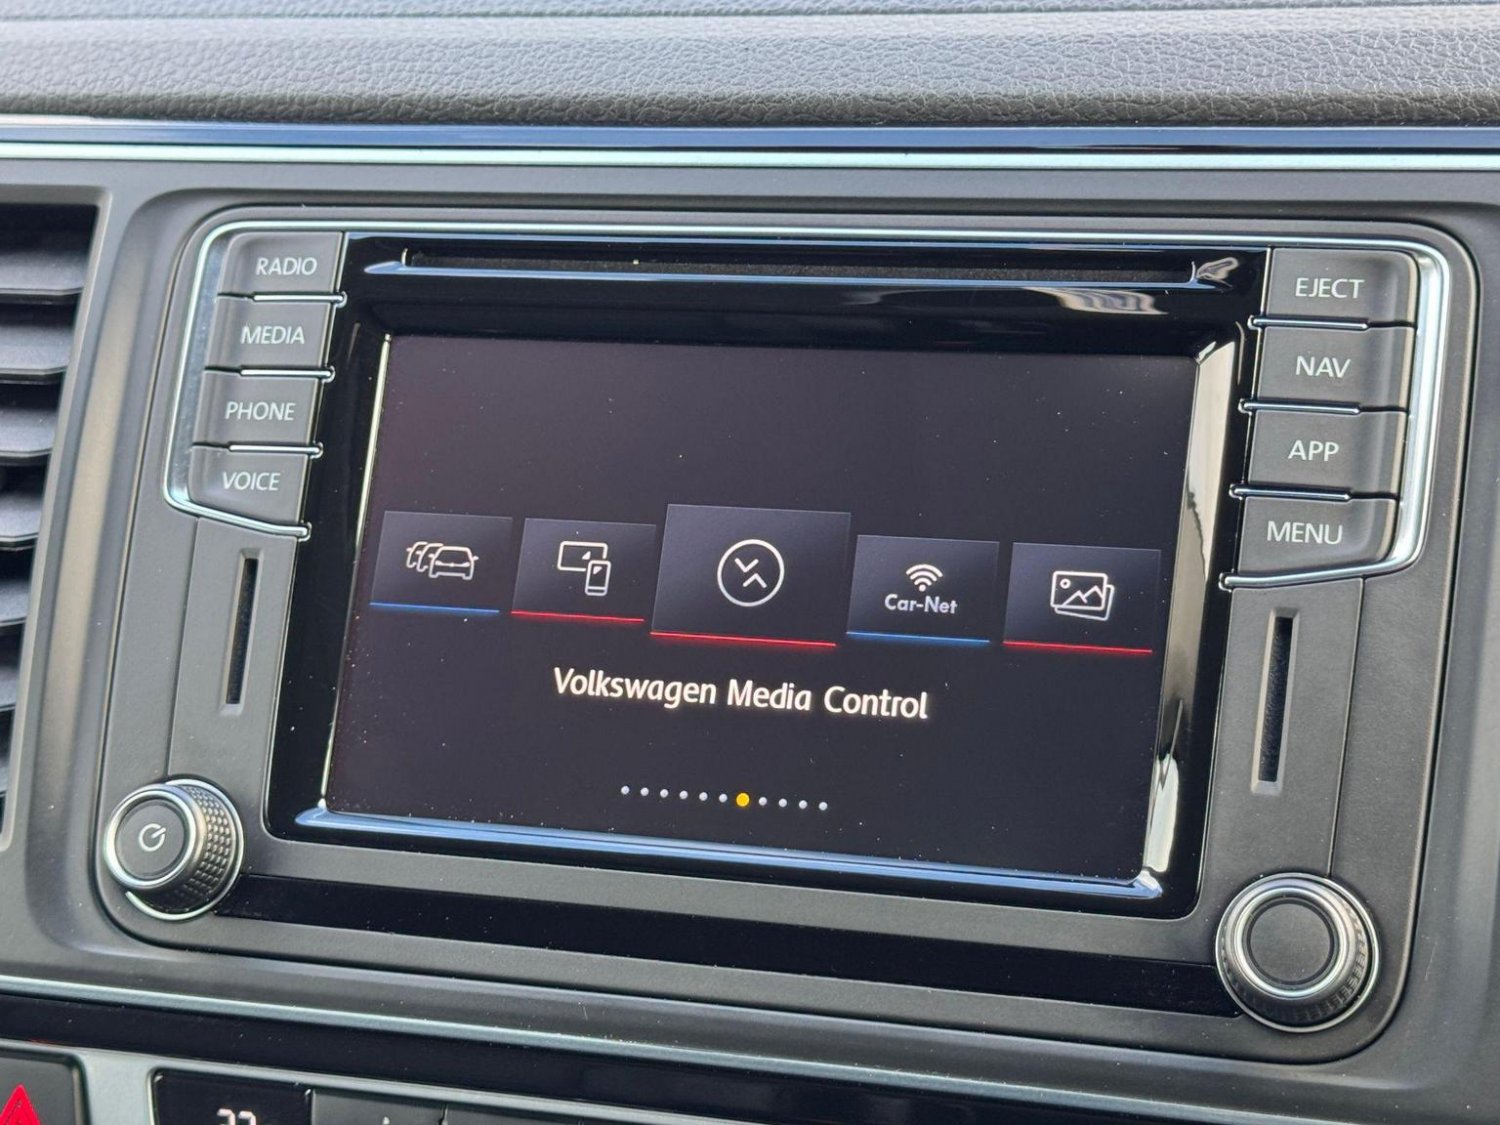 RADIO
MEDIA
PHONE
VOICE
EJECT
NAV
APP
MENU
Car-Net
Volkswagen Media Control